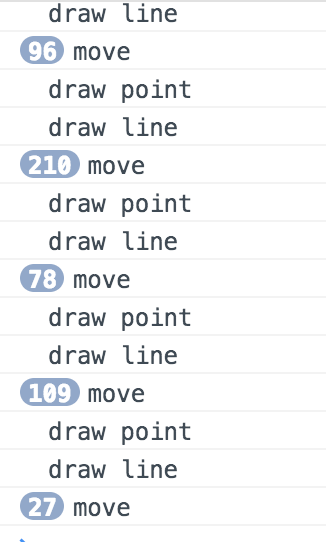 draw line
96 move
draw point
draw line
210 move
draw point
draw line
78 move
draw point
draw line
109 move
draw point
draw line
27 move